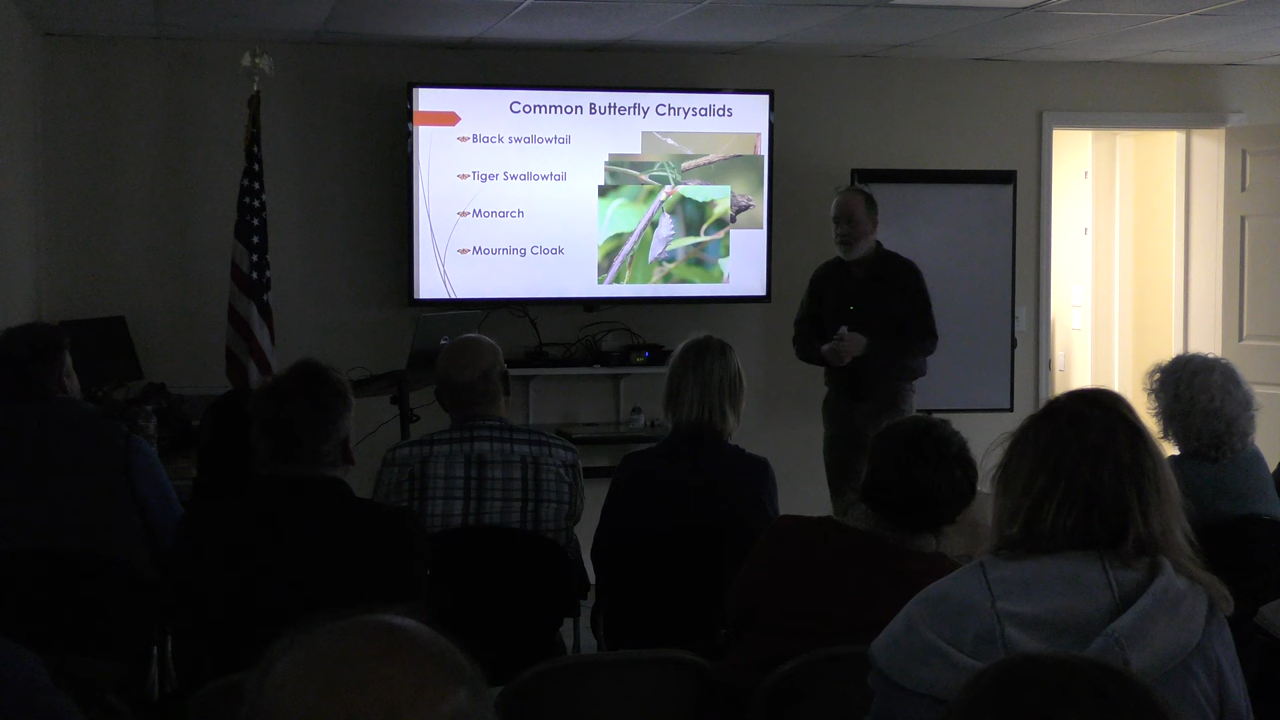 Common Butterfly Chrysalids
Black swallowtail
Tiger Swallowtail
Monarch
Mourning Cloak